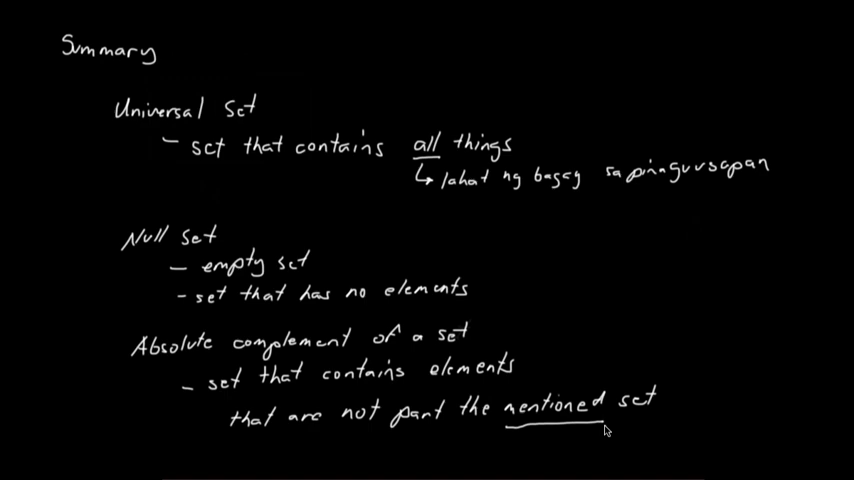 Summary
Universal set
- set that contains all things
↳ lahat ng bagay sa pinaguusapan
Null set
- empty set
- set that has no elements
Absolute complement of a set
- set that contains elements
that are not part the mentioned set